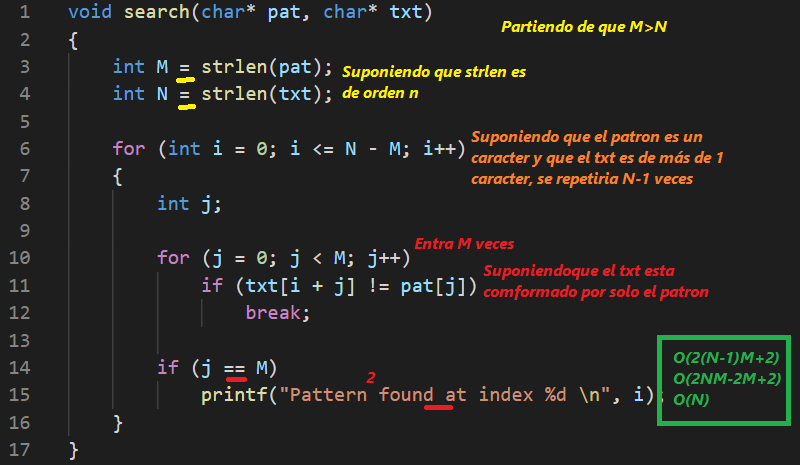 1 void search(char* pat, char* txt)
Partiendo de que M>N
2 {
3 int M = strlen(pat);
Suponiendo que strlen es
de orden n
4 int N = strlen(txt);
5
6 for (int i = 0; i <= N - M; i++)
Suponiendo que el patron es un
caracter y que el txt es de más de 1
caracter, se repetiria N-1 veces
7 {
8 int j;
9
10 for (j = 0; j < M; j++)
Entra M veces
11 if (txt[i + j] != pat[j])
Suponiendoque el txt esta
comformado por solo el patron
12 break;
13
14 if (j == M)
2
15 printf("Pattern found at index %d \n", i);
O(2(N-1)M+2)
O(2NM-2M+2)
O(N)
16 }
17 }